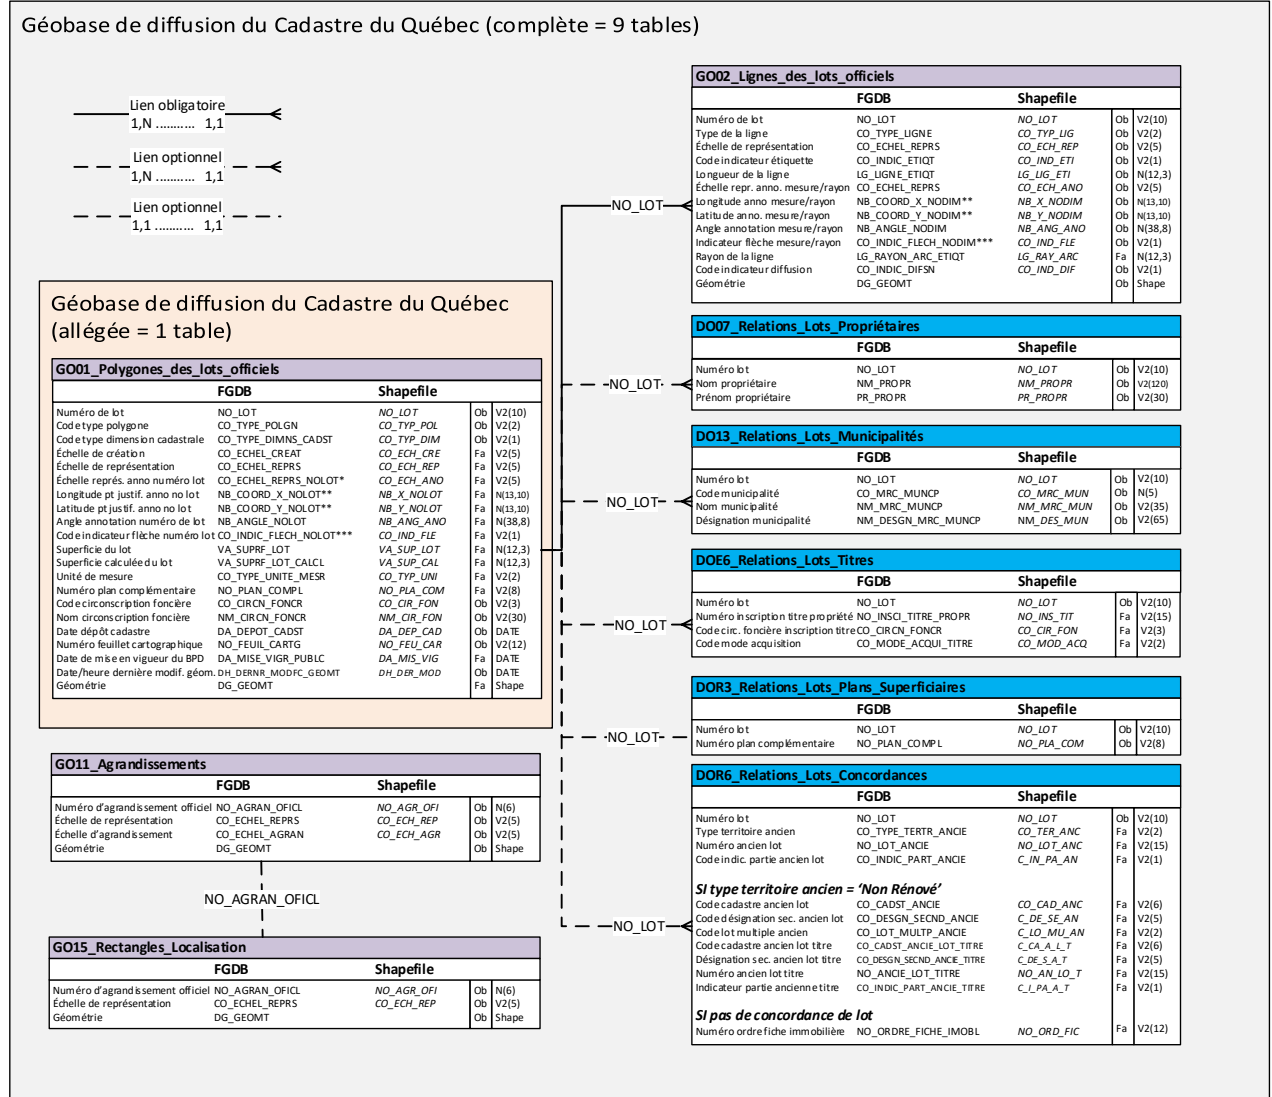 Géobase de diffusion du Cadastre du Québec (complète = 9 tables)
Lien obligatoire
1,N .......... 1,1
Lien optionnel
1,N .......... 1,1
Lien optionnel
1,1 .......... 1,1
Géobase de diffusion du Cadastre du Québec
(allégée = 1 table)
GO01_Polygones_des_lots_officiels
FGDB Shapefile
Numéro de lot NO_LOT NO_LOT Ob V2(10)
Code type polygone CO_TYPE_POLGN CO_TYP_POL Ob V2(2)
Code type dimension cadastrale CO_TYPE_DIMNS_CADST CO_TYP_DIM Ob V2(1)
Échelle de création CO_ECHEL_CREAT CO_ECH_CRE Fa V2(5)
Échelle de représentation CO_ECHEL_REPRS CO_ECH_REP Fa V2(5)
Échelle représ. anno numéro lot CO_ECHEL_REPRS_NOLOT* CO_ECH_ANO Fa V2(5)
Longitude pt justif. anno no lot NB_COORD_X_NOLOT** NB_X_NOLOT Fa N(13,10)
Latitude pt justif. anno no lot NB_COORD_Y_NOLOT** NB_Y_NOLOT Fa N(13,10)
Angle annotation numéro de lot NB_ANGLE_NOLOT NB_ANG_ANO Fa N(38,8)
Code indicateur flèche numéro lot CO_INDIC_FLECH_NOLOT*** CO_IND_FLE Fa V2(1)
Superficie du lot VA_SUPRF_LOT VA_SUP_LOT Fa N(12,3)
Superficie calculée du lot VA_SUPRF_LOT_CALCL VA_SUP_CAL Fa N(12,3)
Unité de mesure CO_TYPE_UNITE_MESR CO_TYP_UNI Fa V2(2)
Numéro plan complémentaire NO_PLAN_COMPL NO_PLA_COM Fa V2(8)
Code circonscription foncière CO_CIRCN_FONCR CO_CIR_FON Ob V2(3)
Nom circonscription foncière NM_CIRCN_FONCR NM_CIR_FON Ob V2(30)
Date dépôt cadastre DA_DEPOT_CADST DA_DEP_CAD Ob DATE
Numéro feuillet cartographique NO_FEUIL_CARTG NO_FEU_CAR Ob V2(12)
Date de mise en vigueur du BPD DA_MISE_VIGR_PUBLC DA_MIS_VIG Fa DATE
Date/heure dernière modif. géom. DH_DERNR_MODFC_GEOMT DH_DER_MOD Ob DATE
Géométrie DG_GEOMT Fa Shape
GO11_Agrandissements
FGDB Shapefile
Numéro d'agrandissement officiel NO_AGRAN_OFICL NO_AGR_OFI Ob N(6)
Échelle de représentation CO_ECHEL_REPRS CO_ECH_REP Ob V2(5)
Échelle d'agrandissement CO_ECHEL_AGRAN CO_ECH_AGR Ob V2(5)
Géométrie DG_GEOMT Ob Shape
NO_AGRAN_OFICL
GO15_Rectangles_Localisation
FGDB Shapefile
Numéro d'agrandissement officiel NO_AGRAN_OFICL NO_AGR_OFI Ob N(6)
Échelle de représentation CO_ECHEL_REPRS CO_ECH_REP Ob V2(5)
Géométrie DG_GEOMT Ob Shape
NO_LOT
GO02_Lignes_des_lots_officiels
FGDB Shapefile
Numéro de lot NO_LOT NO_LOT Ob V2(10)
Type de la ligne CO_TYPE_LIGNE CO_TYP_LIG Ob V2(2)
Échelle de représentation CO_ECHEL_REPRS CO_ECH_REP Ob V2(5)
Code indicateur étiquette CO_INDIC_ETIQT CO_IND_ETI Ob V2(1)
Longueur de la ligne LG_LIGNE_ETIQT LG_LIG_ETI Ob N(12,3)
Échelle repr. anno. mesure/rayon CO_ECHEL_REPRS CO_ECH_ANO Ob V2(5)
Longitude anno mesure/rayon NB_COORD_X_NODIM** NB_X_NODIM Ob N(13,10)
Latitude anno. mesure/rayon NB_COORD_Y_NODIM** NB_Y_NODIM Ob N(13,10)
Angle annotation mesure/rayon NB_ANGLE_NODIM NB_ANG_ANO Ob N(38,8)
Indicateur flèche mesure/rayon CO_INDIC_FLECH_NODIM*** CO_IND_FLE Ob V2(1)
Rayon de la ligne LG_RAYON_ARC_ETIQT LG_RAY_ARC Fa N(12,3)
Code indicateur diffusion CO_INDIC_DIFSN CO_IND_DIF Ob V2(1)
Géométrie DG_GEOMT Ob Shape
NO_LOT
DO07_Relations_Lots_Propriétaires
FGDB Shapefile
Numéro lot NO_LOT NO_LOT Ob V2(10)
Nom propriétaire NM_PROPR NM_PROPR Ob V2(120)
Prénom propriétaire PR_PROPR PR_PROPR Ob V2(30)
NO_LOT
DO13_Relations_Lots_Municipalités
FGDB Shapefile
Numéro lot NO_LOT NO_LOT Ob V2(10)
Code municipalité CO_MRC_MUNCP CO_MRC_MUN Ob N(5)
Nom municipalité NM_MRC_MUNCP NM_MRC_MUN Ob V2(35)
Désignation municipalité NM_DESGN_MRC_MUNCP NM_DES_MUN Ob V2(65)
NO_LOT
DOE6_Relations_Lots_Titres
FGDB Shapefile
Numéro lot NO_LOT NO_LOT Ob V2(10)
Numéro inscription titre propriété NO_INSCI_TITRE_PROPR NO_INS_TIT Fa V2(15)
Code circ. foncière inscription titre CO_CIRCN_FONCR CO_CIR_FON Fa V2(3)
Code mode acquisition CO_MODE_ACQUI_TITRE CO_MOD_ACQ Fa V2(2)
NO_LOT
DOR3_Relations_Lots_Plans_Superficiaires
FGDB Shapefile
Numéro lot NO_LOT NO_LOT Ob V2(10)
Numéro plan complémentaire NO_PLAN_COMPL NO_PLA_COM Ob V2(8)
NO_LOT
DOR6_Relations_Lots_Concordances
FGDB Shapefile
Numéro lot NO_LOT NO_LOT Ob V2(10)
Type territoire ancien CO_TYPE_TERTR_ANCIE CO_TER_ANC Fa V2(2)
Numéro ancien lot NO_LOT_ANCIE NO_LOT_ANC Fa V2(15)
Code indic. partie ancien lot CO_INDIC_PART_ANCIE C_IN_PA_AN Fa V2(1)
SI type territoire ancien = ‘Non Rénové’
Code cadastre ancien lot CO_CADST_ANCIE CO_CAD_ANC Fa V2(6)
Code désignation sec. ancien lot CO_DESGN_SECND_ANCIE C_DE_SE_AN Fa V2(5)
Code lot multiple ancien CO_LOT_MULTP_ANCIE C_LO_MU_AN Fa V2(2)
Code cadastre ancien lot titre CO_CADST_ANCIE_LOT_TITRE C_CA_A_L_T Fa V2(6)
Désignation sec. ancien lot titre CO_DESGN_SECND_ANCIE_TITRE C_DE_S_A_T Fa V2(5)
Numéro ancien lot titre NO_ANCIE_LOT_TITRE NO_AN_LO_T Fa V2(15)
Indicateur partie ancienne titre CO_INDIC_PART_ANCIE_TITRE C_I_PA_A_T Fa V2(1)
SI pas de concordance de lot
Numéro ordre fiche immobilière NO_ORDRE_FICHE_IMOBL NO_ORD_FIC Fa V2(12)